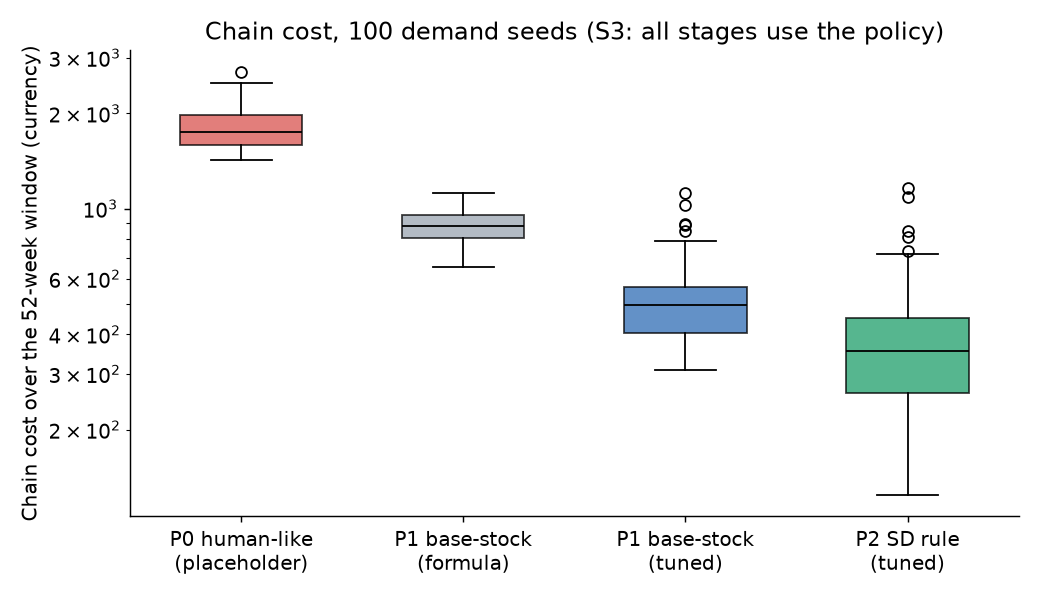 Chain cost, 100 demand seeds (S3: all stages use the policy)
Chain cost over the 52-week window (currency)
3 × 10³
2 × 10³
10³
6 × 10²
4 × 10²
3 × 10²
2 × 10²
P0 human-like
(placeholder)
P1 base-stock
(formula)
P1 base-stock
(tuned)
P2 SD rule
(tuned)